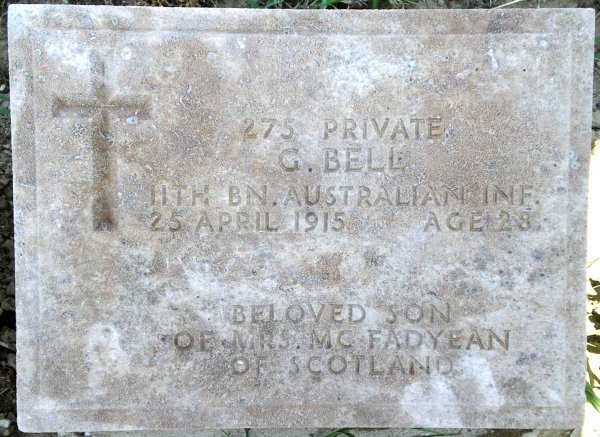 275 PRIVATE
G. BELL
11TH BN. AUSTRALIAN INF.
25 APRIL 1915 AGE 28
BELOVED SON
OF MRS. MC FADYEAN
OF SCOTLAND